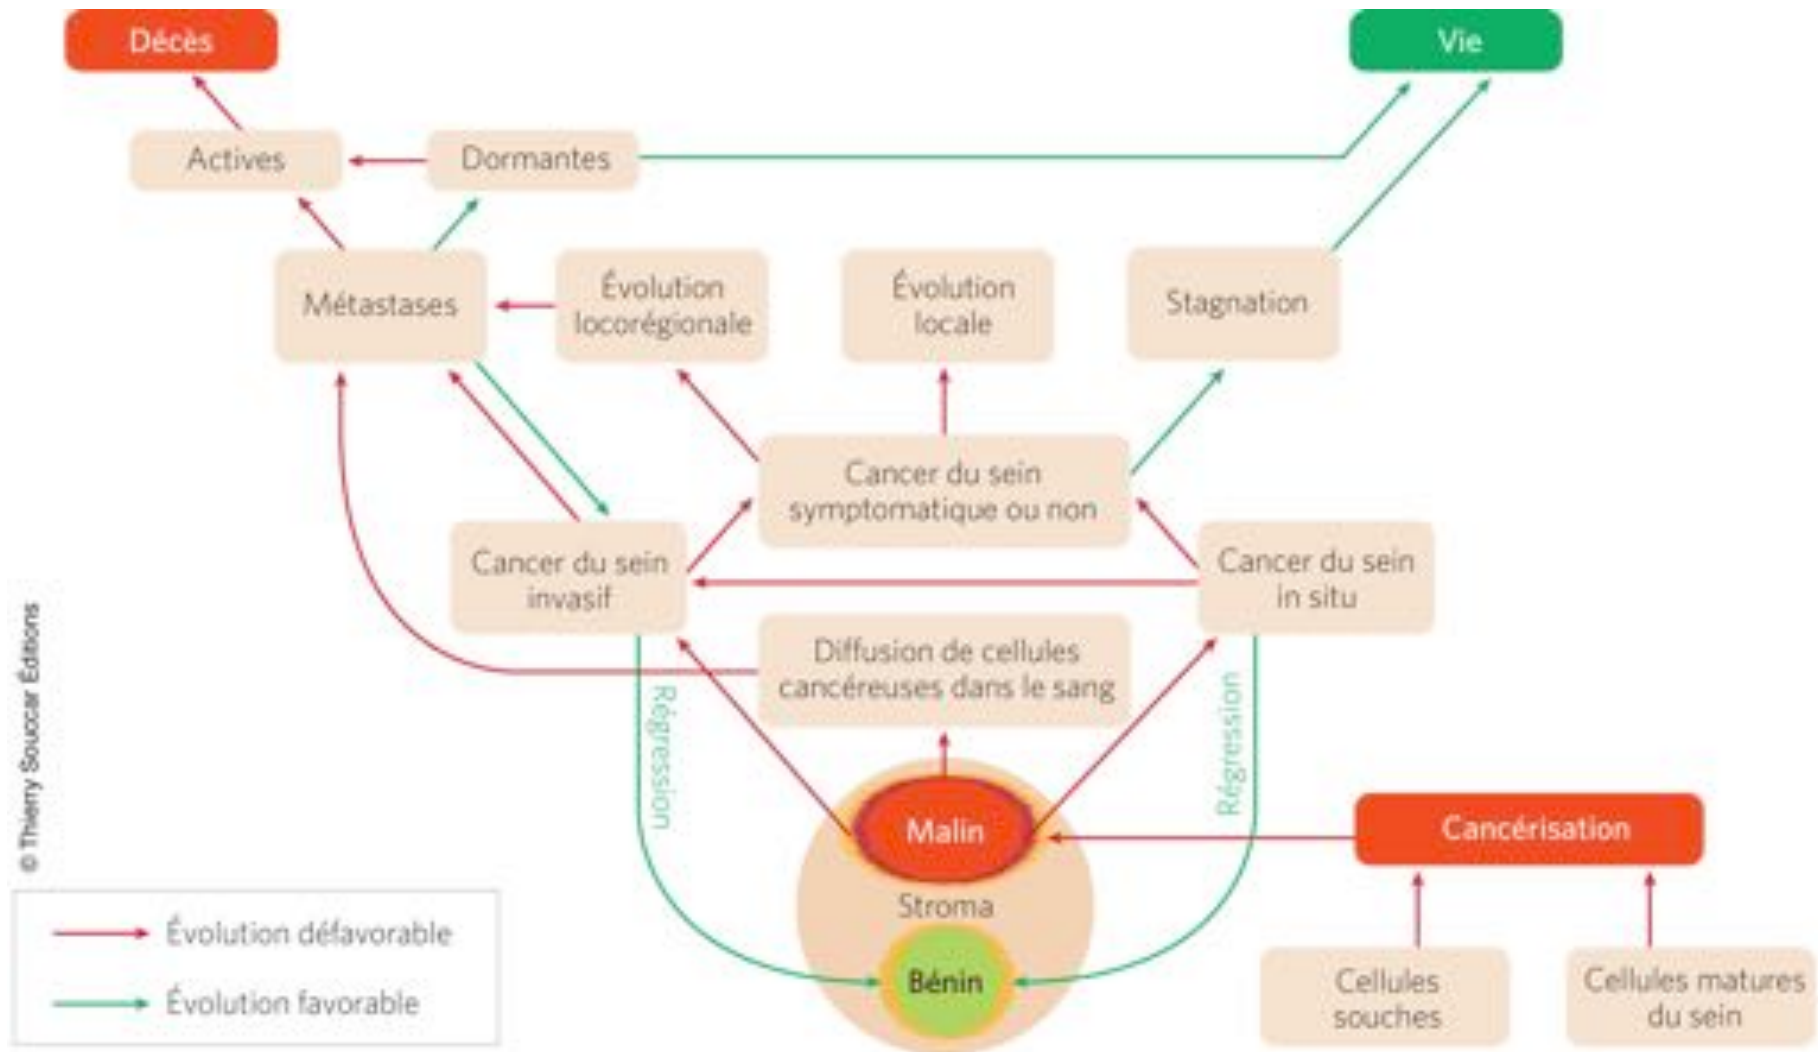 Décès
Vie
Actives
Dormantes
Métastases
Évolution
locorégionale
Évolution
locale
Stagnation
Cancer du sein
symptomatique ou non
Cancer du sein
invasif
Cancer du sein
in situ
Diffusion de cellules
cancéreuses dans le sang
Régression
Régression
Malin
Cancérisation
Stroma
Bénin
Cellules
souches
Cellules matures
du sein
Évolution défavorable
Évolution favorable
© Thierry Souccar Éditions